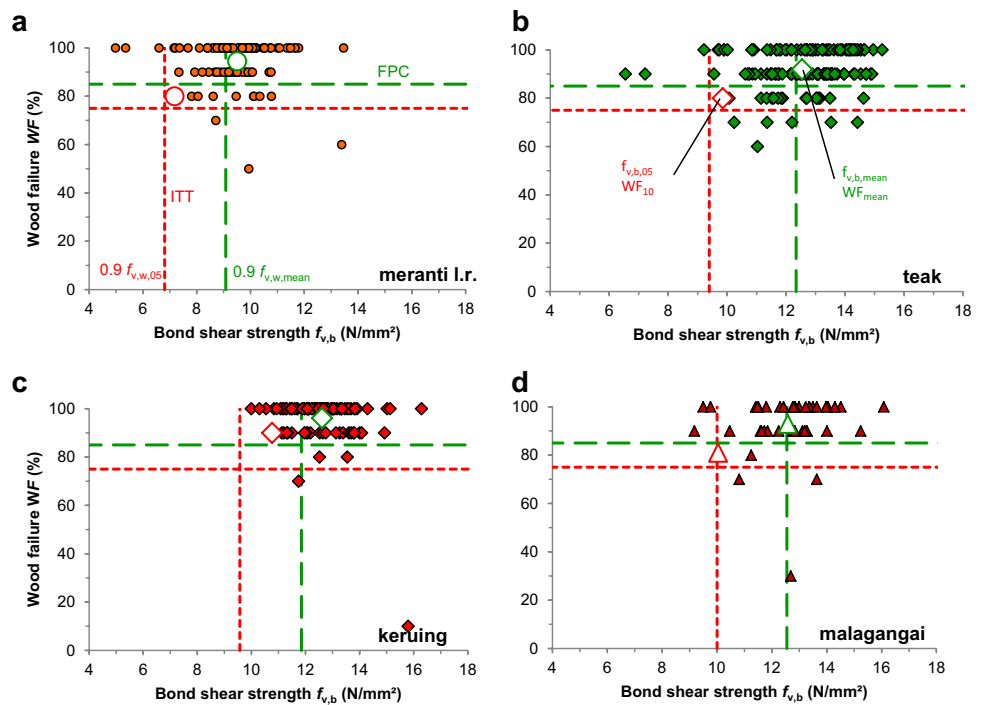 a
100
80
60
40
20
0
Wood failure WF (%)
FPC
ITT
0.9 fv,w,05
0.9 fv,w,mean
meranti l.r.
4 6 8 10 12 14 16 18
Bond shear strength fv,b (N/mm²)
b
100
80
60
40
20
0
fv,b,05
WF10
fv,b,mean
WFmean
teak
4 6 8 10 12 14 16 18
Bond shear strength fv,b (N/mm²)
c
100
80
60
40
20
0
Wood failure WF (%)
keruing
4 6 8 10 12 14 16 18
Bond shear strength fv,b (N/mm²)
d
100
80
60
40
20
0
malagangai
4 6 8 10 12 14 16 18
Bond shear strength fv,b (N/mm²)